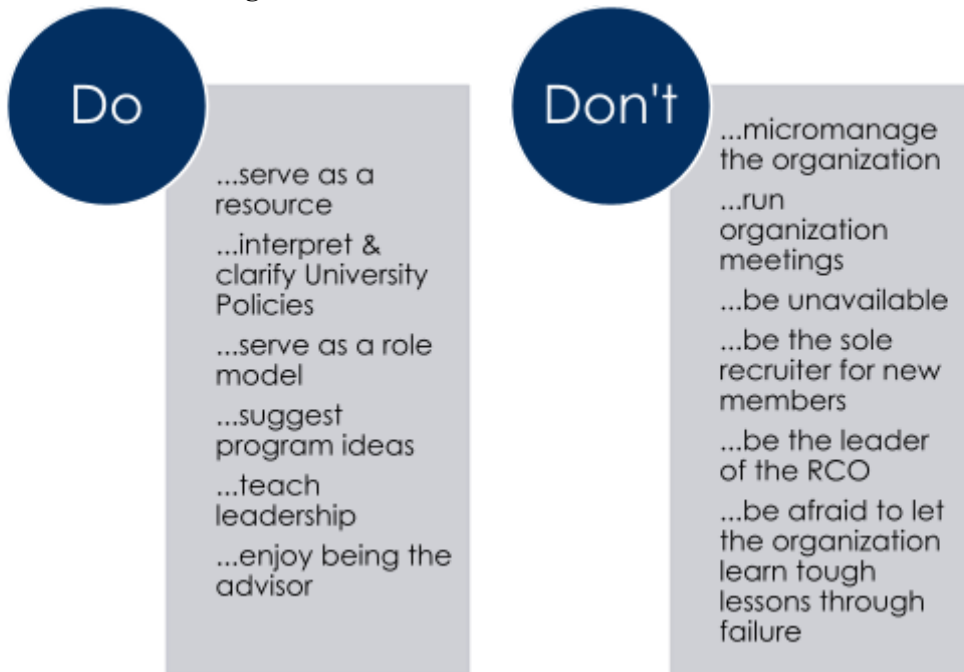 Do
...serve as a
resource
...interpret &
clarify University
Policies
...serve as a role
model
...suggest
program ideas
...teach
leadership
...enjoy being the
advisor
Don't
...micromanage
the organization
...run
organization
meetings
...be unavailable
...be the sole
recruiter for new
members
...be the leader
of the RCO
...be afraid to let
the organization
learn tough
lessons through
failure